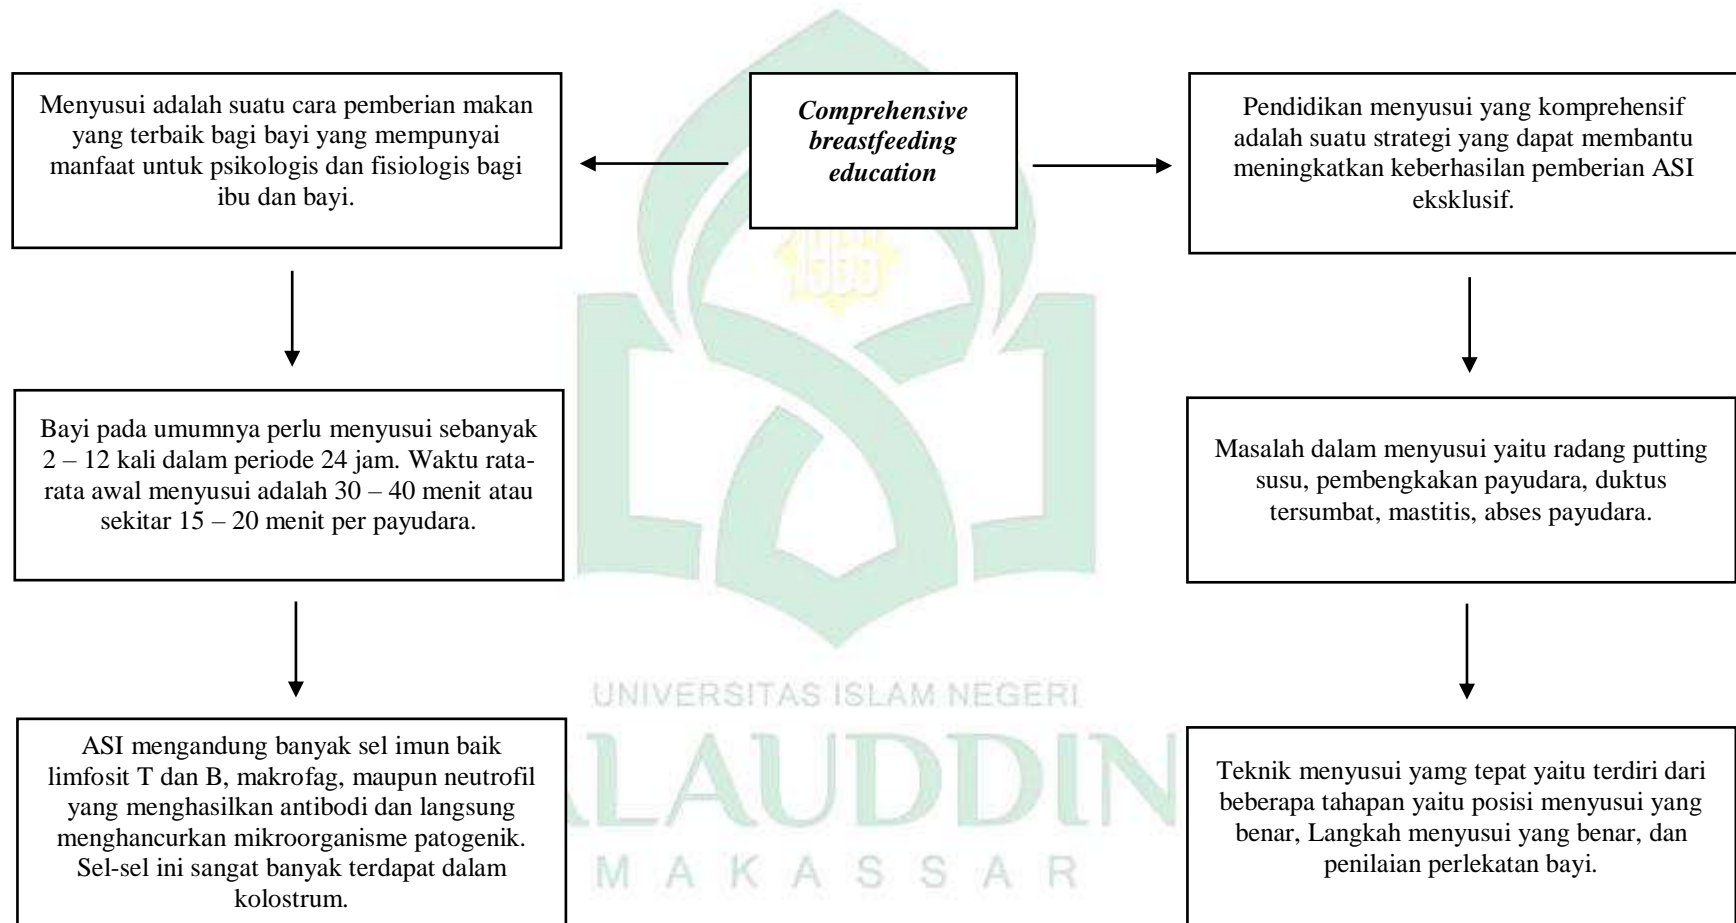 Comprehensive
breastfeeding
education
Menyusui adalah suatu cara pemberian makan
yang terbaik bagi bayi yang mempunyai
manfaat untuk psikologis dan fisiologis bagi
ibu dan bayi.
Bayi pada umumnya perlu menyusui sebanyak
2 – 12 kali dalam periode 24 jam. Waktu rata-
rata awal menyusui adalah 30 – 40 menit atau
sekitar 15 – 20 menit per payudara.
ASI mengandung banyak sel imun baik
limfosit T dan B, makrofag, maupun neutrofil
yang menghasilkan antibodi dan langsung
menghancurkan mikroorganisme patogenik.
Sel-sel ini sangat banyak terdapat dalam
kolostrum.
Pendidikan menyusui yang komprehensif
adalah suatu strategi yang dapat membantu
meningkatkan keberhasilan pemberian ASI
eksklusif.
Masalah dalam menyusui yaitu radang putting
susu, pembengkakan payudara, duktus
tersumbat, mastitis, abses payudara.
Teknik menyusui yamg tepat yaitu terdiri dari
beberapa tahapan yaitu posisi menyusui yang
benar, Langkah menyusui yang benar, dan
penilaian perlekatan bayi.
UNIVERSITAS ISLAM NEGERI
ALAUDDIN
MAKASSAR